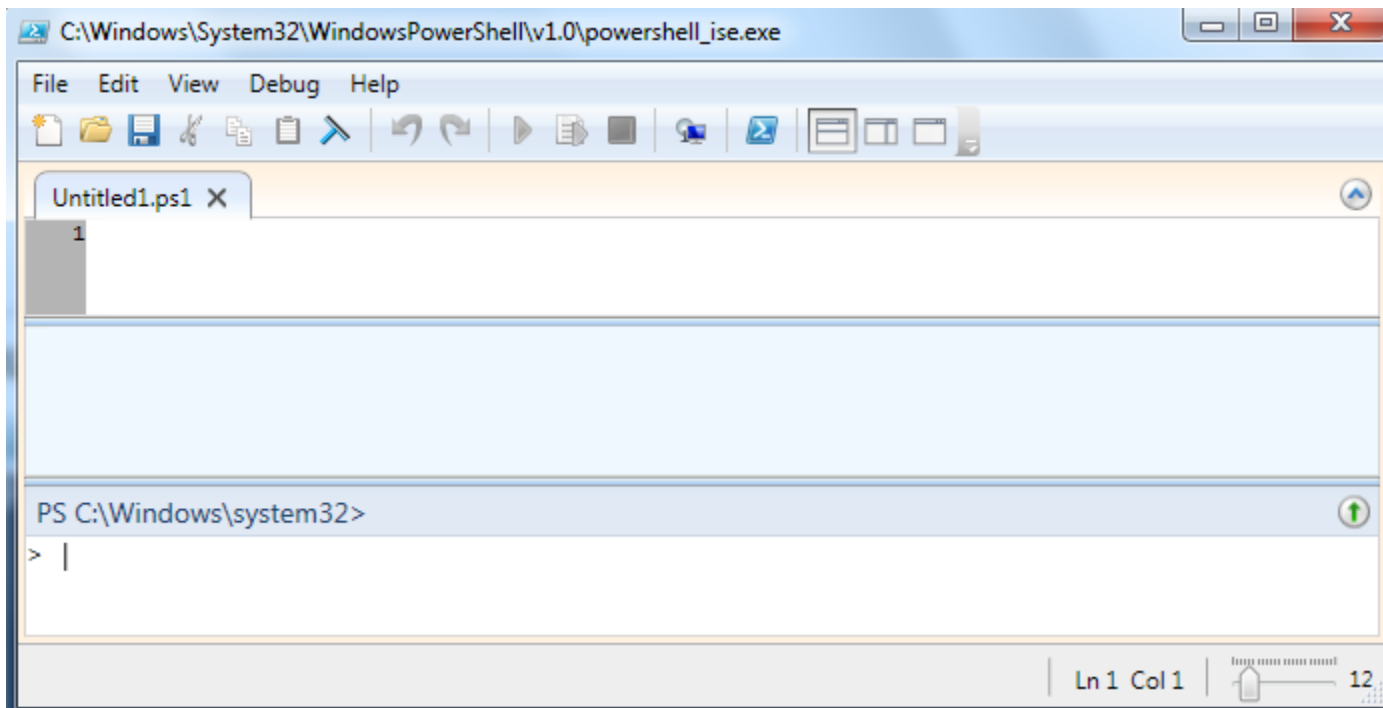 C:\Windows\System32\WindowsPowerShell\v1.0\powershell_ise.exe
File Edit View Debug Help
Untitled1.ps1
1
PS C:\Windows\system32>
>
Ln 1 Col 1 12